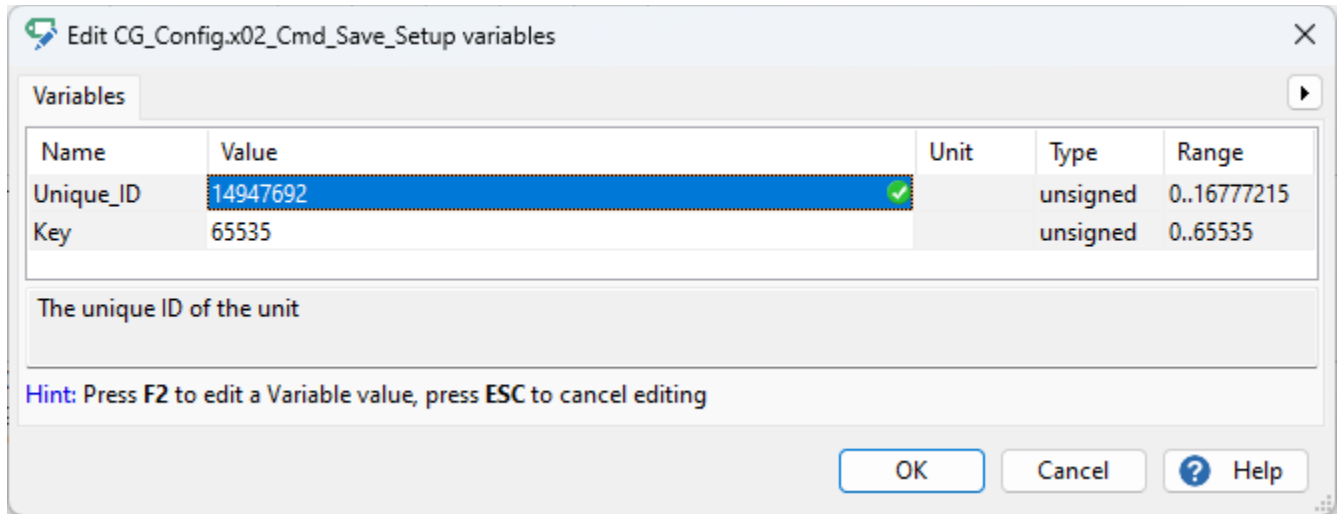 Edit CG_Config.x02_Cmd_Save_Setup variables
Variables
Name Value Unit Type Range
Unique_ID 14947692 unsigned 0..16777215
Key 65535 unsigned 0..65535
The unique ID of the unit
Hint: Press F2 to edit a Variable value, press ESC to cancel editing
OK Cancel ? Help